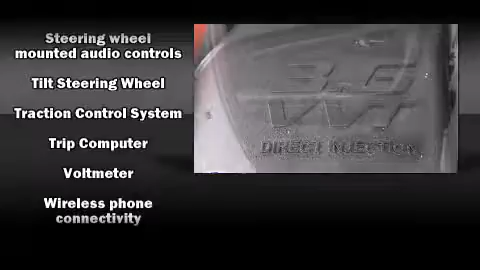 Steering wheel
mounted audio controls
Tilt Steering Wheel
Traction Control System
Trip Computer
Voltmeter
Wireless phone
connectivity
3.6
VVT
DIRECT INJECTION